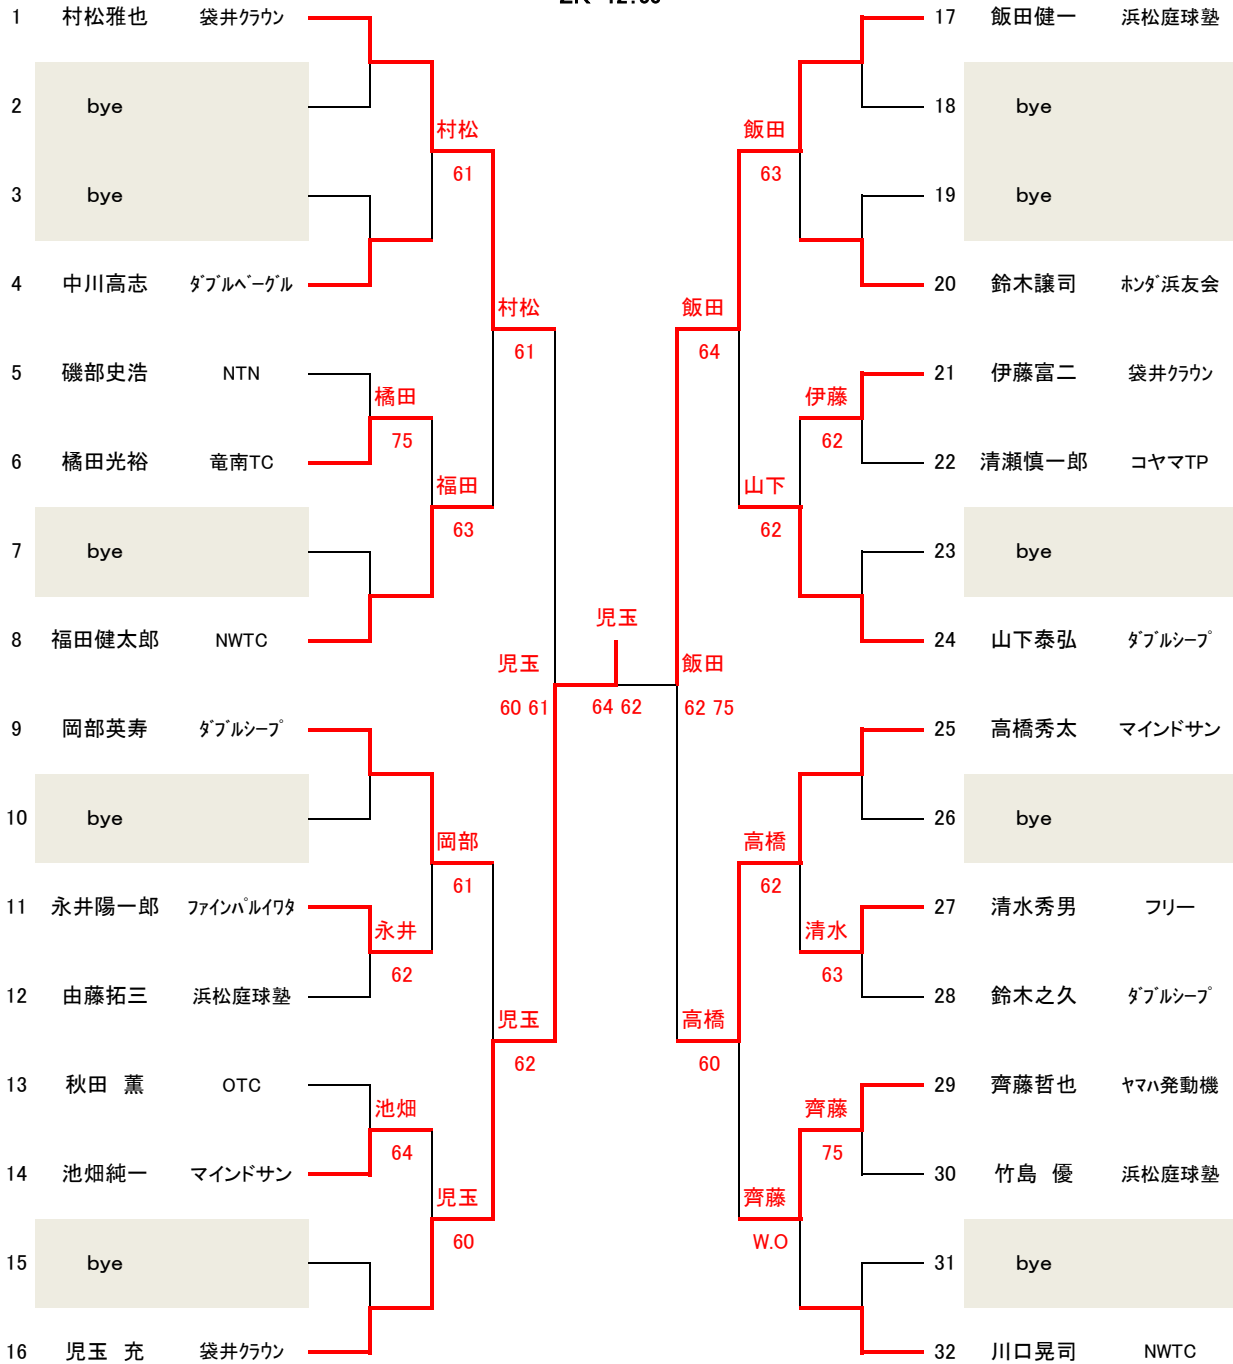 1 村松雅也 袋井クラウン
2 bye
3 bye
4 中川高志 ダブルベーグル
5 磯部史浩 NTN
6 橘田光裕 竜南TC
7 bye
8 福田健太郎 NWTC
9 岡部英寿 ダブルシープ
10 bye
11 永井陽一郎 ファインパルイワタ
12 由藤拓三 浜松庭球塾
13 秋田 薫 OTC
14 池畑純一 マインドサン
15 bye
16 児玉 充 袋井クラウン
橘田
75
永井
62
池畑
64
村松
61
福田
63
岡部
61
児玉
60
村松
61
児玉
62
児玉
60 61
児玉
64 62
飯田
62 75
飯田
64
高橋
60
飯田
63
山下
62
高橋
62
齊藤
W.O
伊藤
62
清水
63
齊藤
75
17 飯田健一 浜松庭球塾
18 bye
19 bye
20 鈴木譲司 ホンダ浜友会
21 伊藤富二 袋井クラウン
22 清瀬慎一郎 コヤマTP
23 bye
24 山下泰弘 ダブルシープ
25 高橋秀太 マインドサン
26 bye
27 清水秀男 フリー
28 鈴木之久 ダブルシープ
29 齊藤哲也 ヤマハ発動機
30 竹島 優 浜松庭球塾
31 bye
32 川口晃司 NWTC